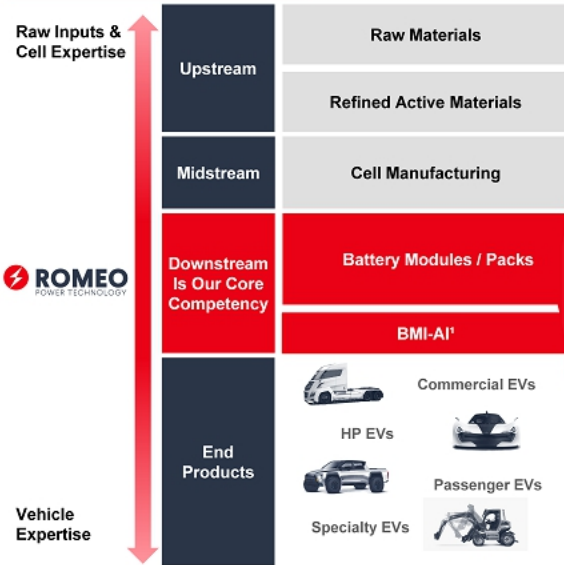 Raw Inputs &
Cell Expertise
Upstream
Raw Materials
Refined Active Materials
Midstream
Cell Manufacturing
ROMEO
POWER TECHNOLOGY
Downstream
Is Our Core
Competency
Battery Modules / Packs
BMI-AI¹
End
Products
Commercial EVs
HP EVs
Passenger EVs
Specialty EVs
Vehicle
Expertise